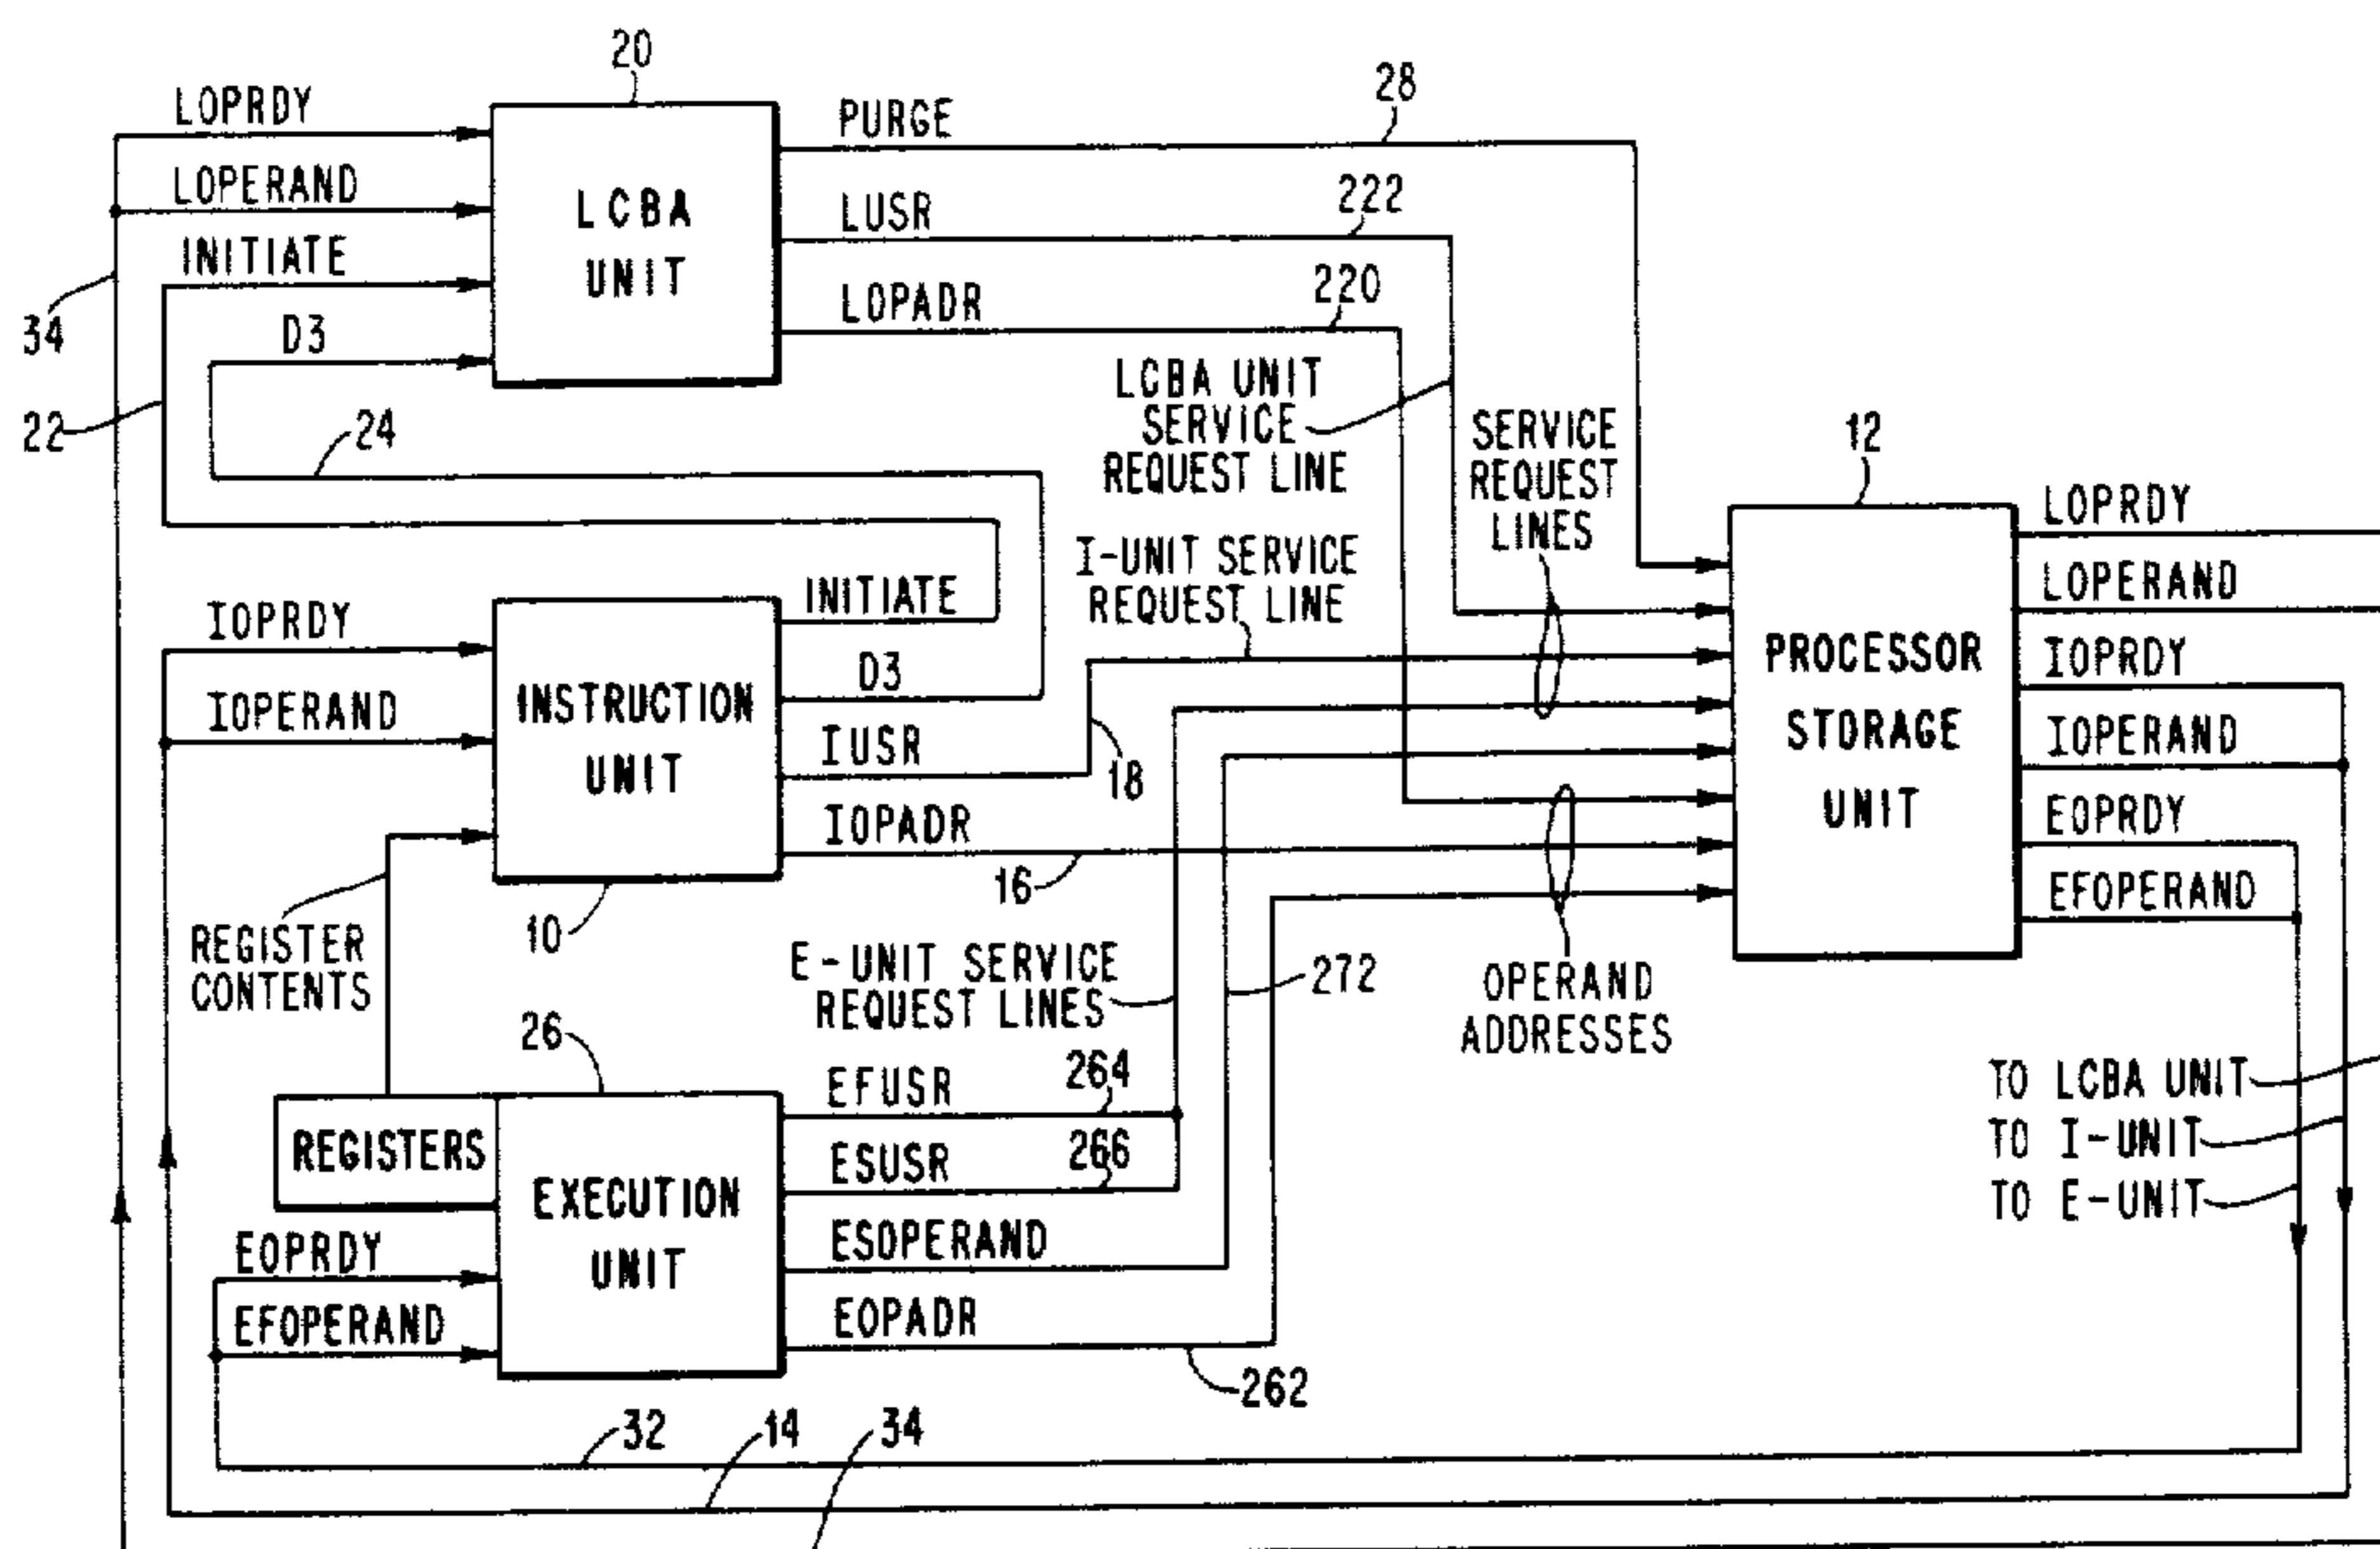 20
LOPRDY
LOPERAND
INITIATE
D3
34
22
LCBA
UNIT
PURGE
28
LUSR
222
LOPADR
220
24
LCBA UNIT
SERVICE
REQUEST LINE
SERVICE
REQUEST
LINES
12
I-UNIT SERVICE
REQUEST LINE
IOPRDY
IOPERAND
INSTRUCTION
UNIT
INITIATE
D3
IUSR
18
IOPADR
16
10
REGISTER
CONTENTS
PROCESSOR
STORAGE
UNIT
LOPRDY
LOPERAND
IOPRDY
IOPERAND
EOPRDY
EFOPERAND
E-UNIT SERVICE
REQUEST LINES
272
OPERAND
ADDRESSES
26
REGISTERS
EXECUTION
UNIT
EOPRDY
EFOPERAND
EFUSR
264
ESUSR
266
ESOPERAND
EOPADR
262
TO LCBA UNIT
TO I-UNIT
TO E-UNIT
32
14
34